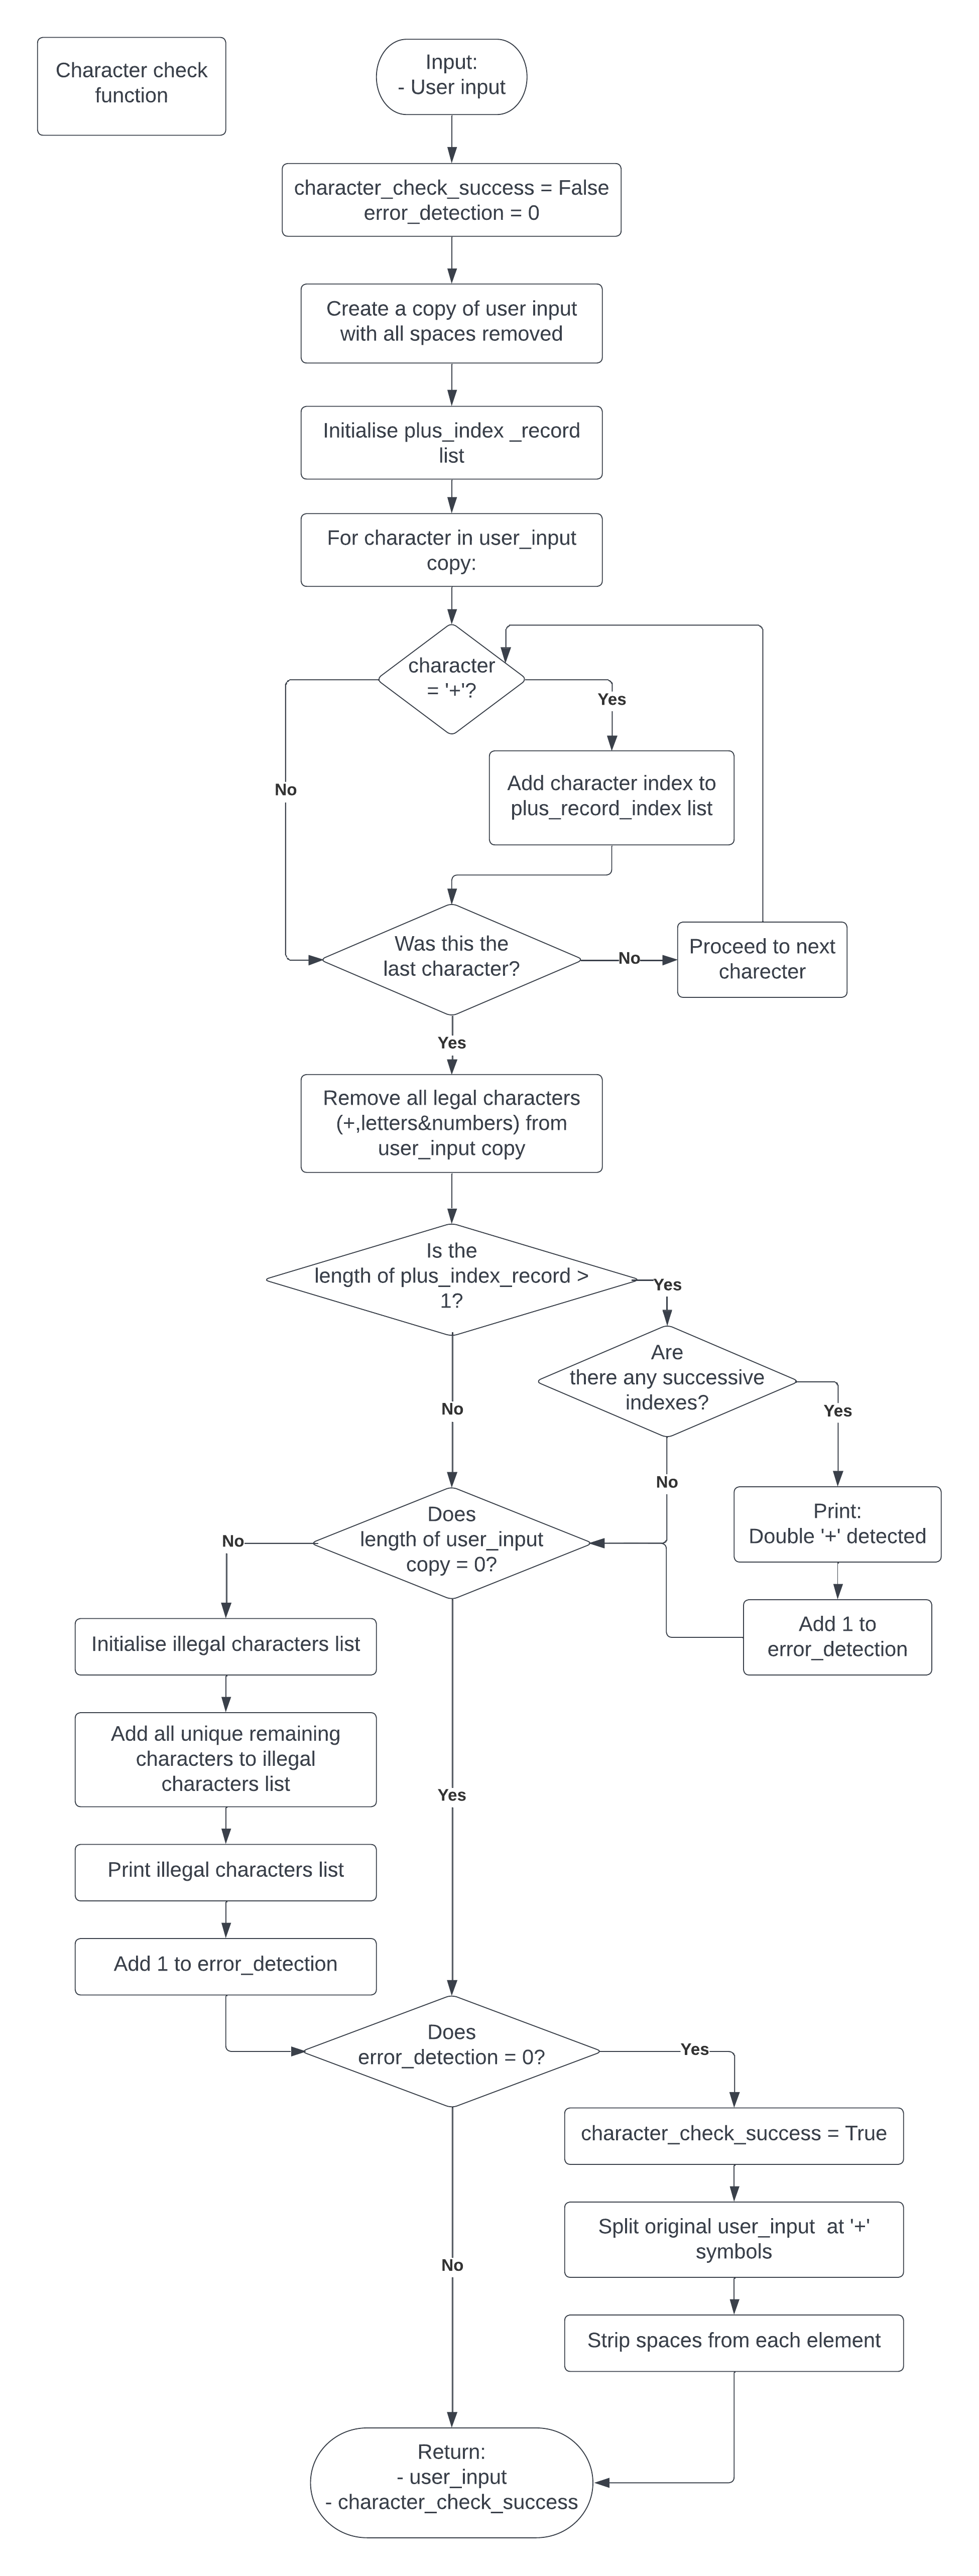 Character check
function
Input:
- User input
character_check_success = False
error_detection = 0
Create a copy of user input
with all spaces removed
Initialise plus_index _record
list
For character in user_input
copy:
character
= '+'?
Yes
No
Add character index to
plus_record_index list
Was this the
last character?
No
Proceed to next
charecter
Yes
Remove all legal characters
(+,letters&numbers) from
user_input copy
Is the
length of plus_index_record >
1?
Yes
Are
there any successive
indexes?
Yes
No
No
Print:
Double '+' detected
Does
length of user_input
copy = 0?
No
Add 1 to
error_detection
Initialise illegal characters list
Add all unique remaining
characters to illegal
characters list
Yes
Print illegal characters list
Add 1 to error_detection
Does
error_detection = 0?
Yes
character_check_success = True
Split original user_input  at '+'
symbols
No
Strip spaces from each element
Return:
- user_input
- character_check_success